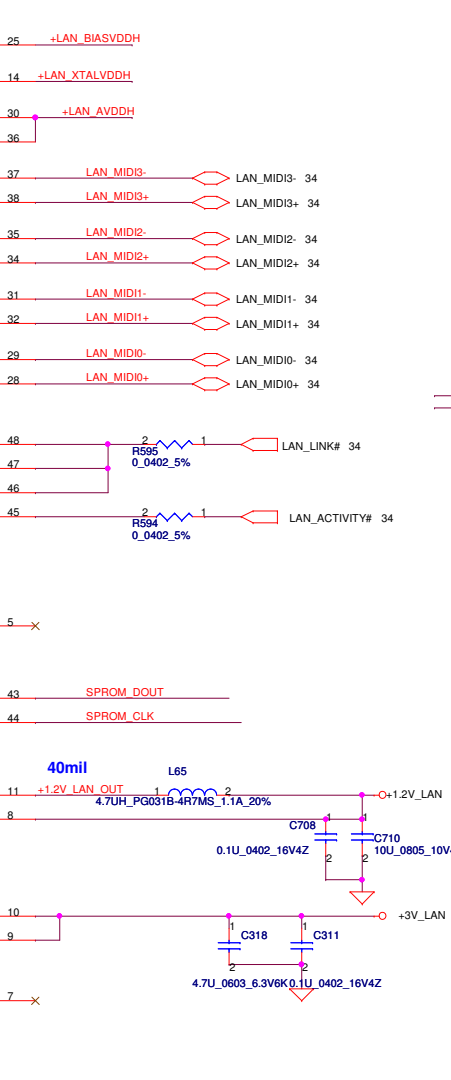 25 +LAN_BIASVDDH
14 +LAN_XTALVDDH
30 +LAN_AVDDH
36
37 LAN_MIDI3- LAN_MIDI3- 34
38 LAN_MIDI3+ LAN_MIDI3+ 34
35 LAN_MIDI2- LAN_MIDI2- 34
34 LAN_MIDI2+ LAN_MIDI2+ 34
31 LAN_MIDI1- LAN_MIDI1- 34
32 LAN_MIDI1+ LAN_MIDI1+ 34
29 LAN_MIDI0- LAN_MIDI0- 34
28 LAN_MIDI0+ LAN_MIDI0+ 34
48 2 1 LAN_LINK# 34
R595
47 0_0402_5%
46
45 2 1 LAN_ACTIVITY# 34
R594
0_0402_5%
5
43 SPROM_DOUT
44 SPROM_CLK
40mil L65
11 +1.2V_LAN_OUT 1 2 +1.2V_LAN
4.7UH_PG031B-4R7MS_1.1A_20%
8 1 1
C708 C710
0.1U_0402_16V4Z 10U_0805_10V4
2 2
10 +3V_LAN
1 1
9 C318 C311
2 2
4.7U_0603_6.3V6K 0.1U_0402_16V4Z
7